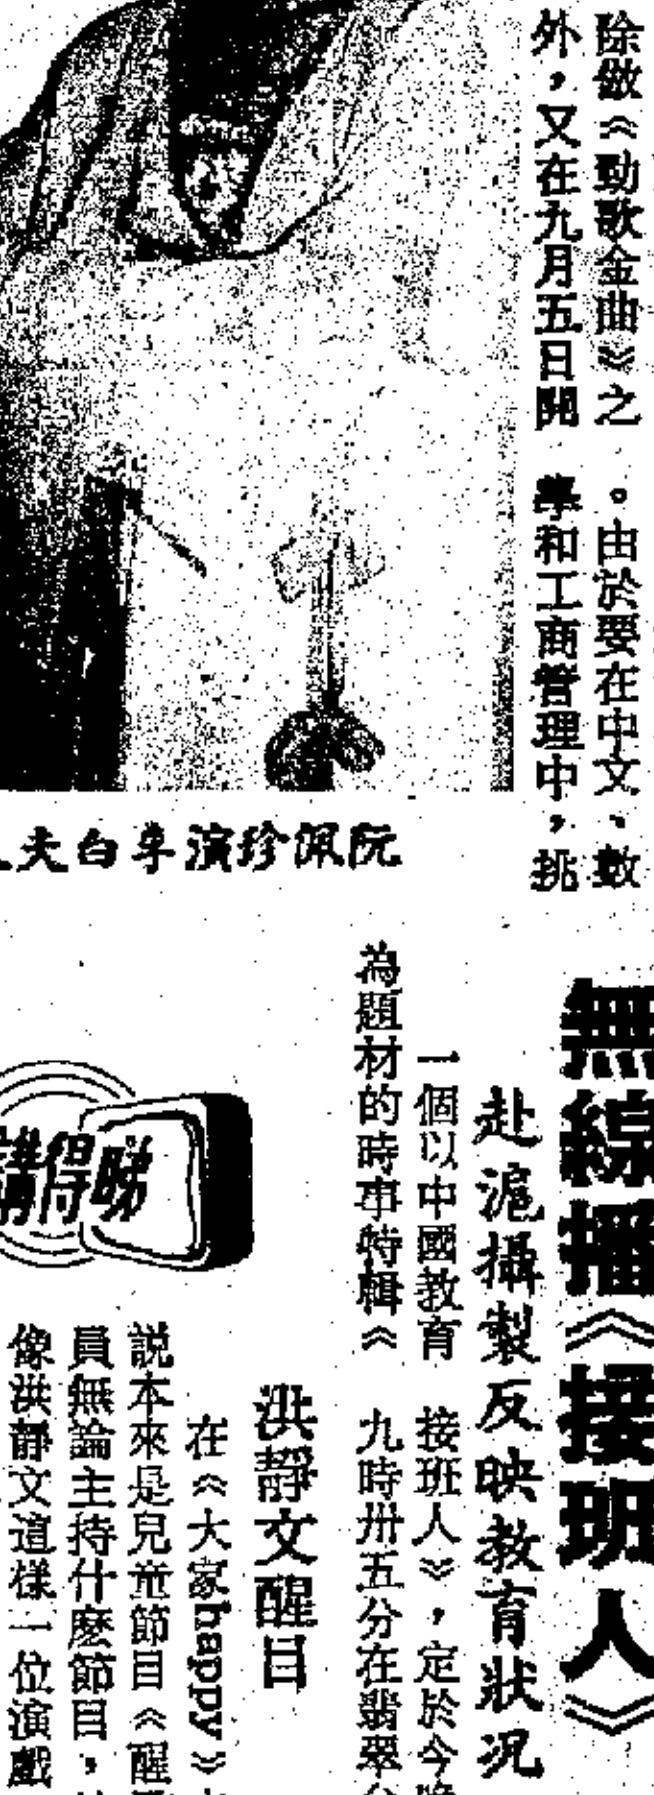 除做《勁歌金曲》之
外，又在九月五日開
。由於要在中文、數
學和工商管理中，挑
阮佩珍演李白夫人
無線播《接班人》
赴滬攝製反映教育狀況
一個以中國教育
為題材的時事特輯《
接班人》，定於今晚
九時卅五分在翡翠台
講得睇
洪靜文醒目
在《大家happy》
說本來是兒童節目《醒
員無論主持什麼節目，
像洪靜文這樣一位演戲